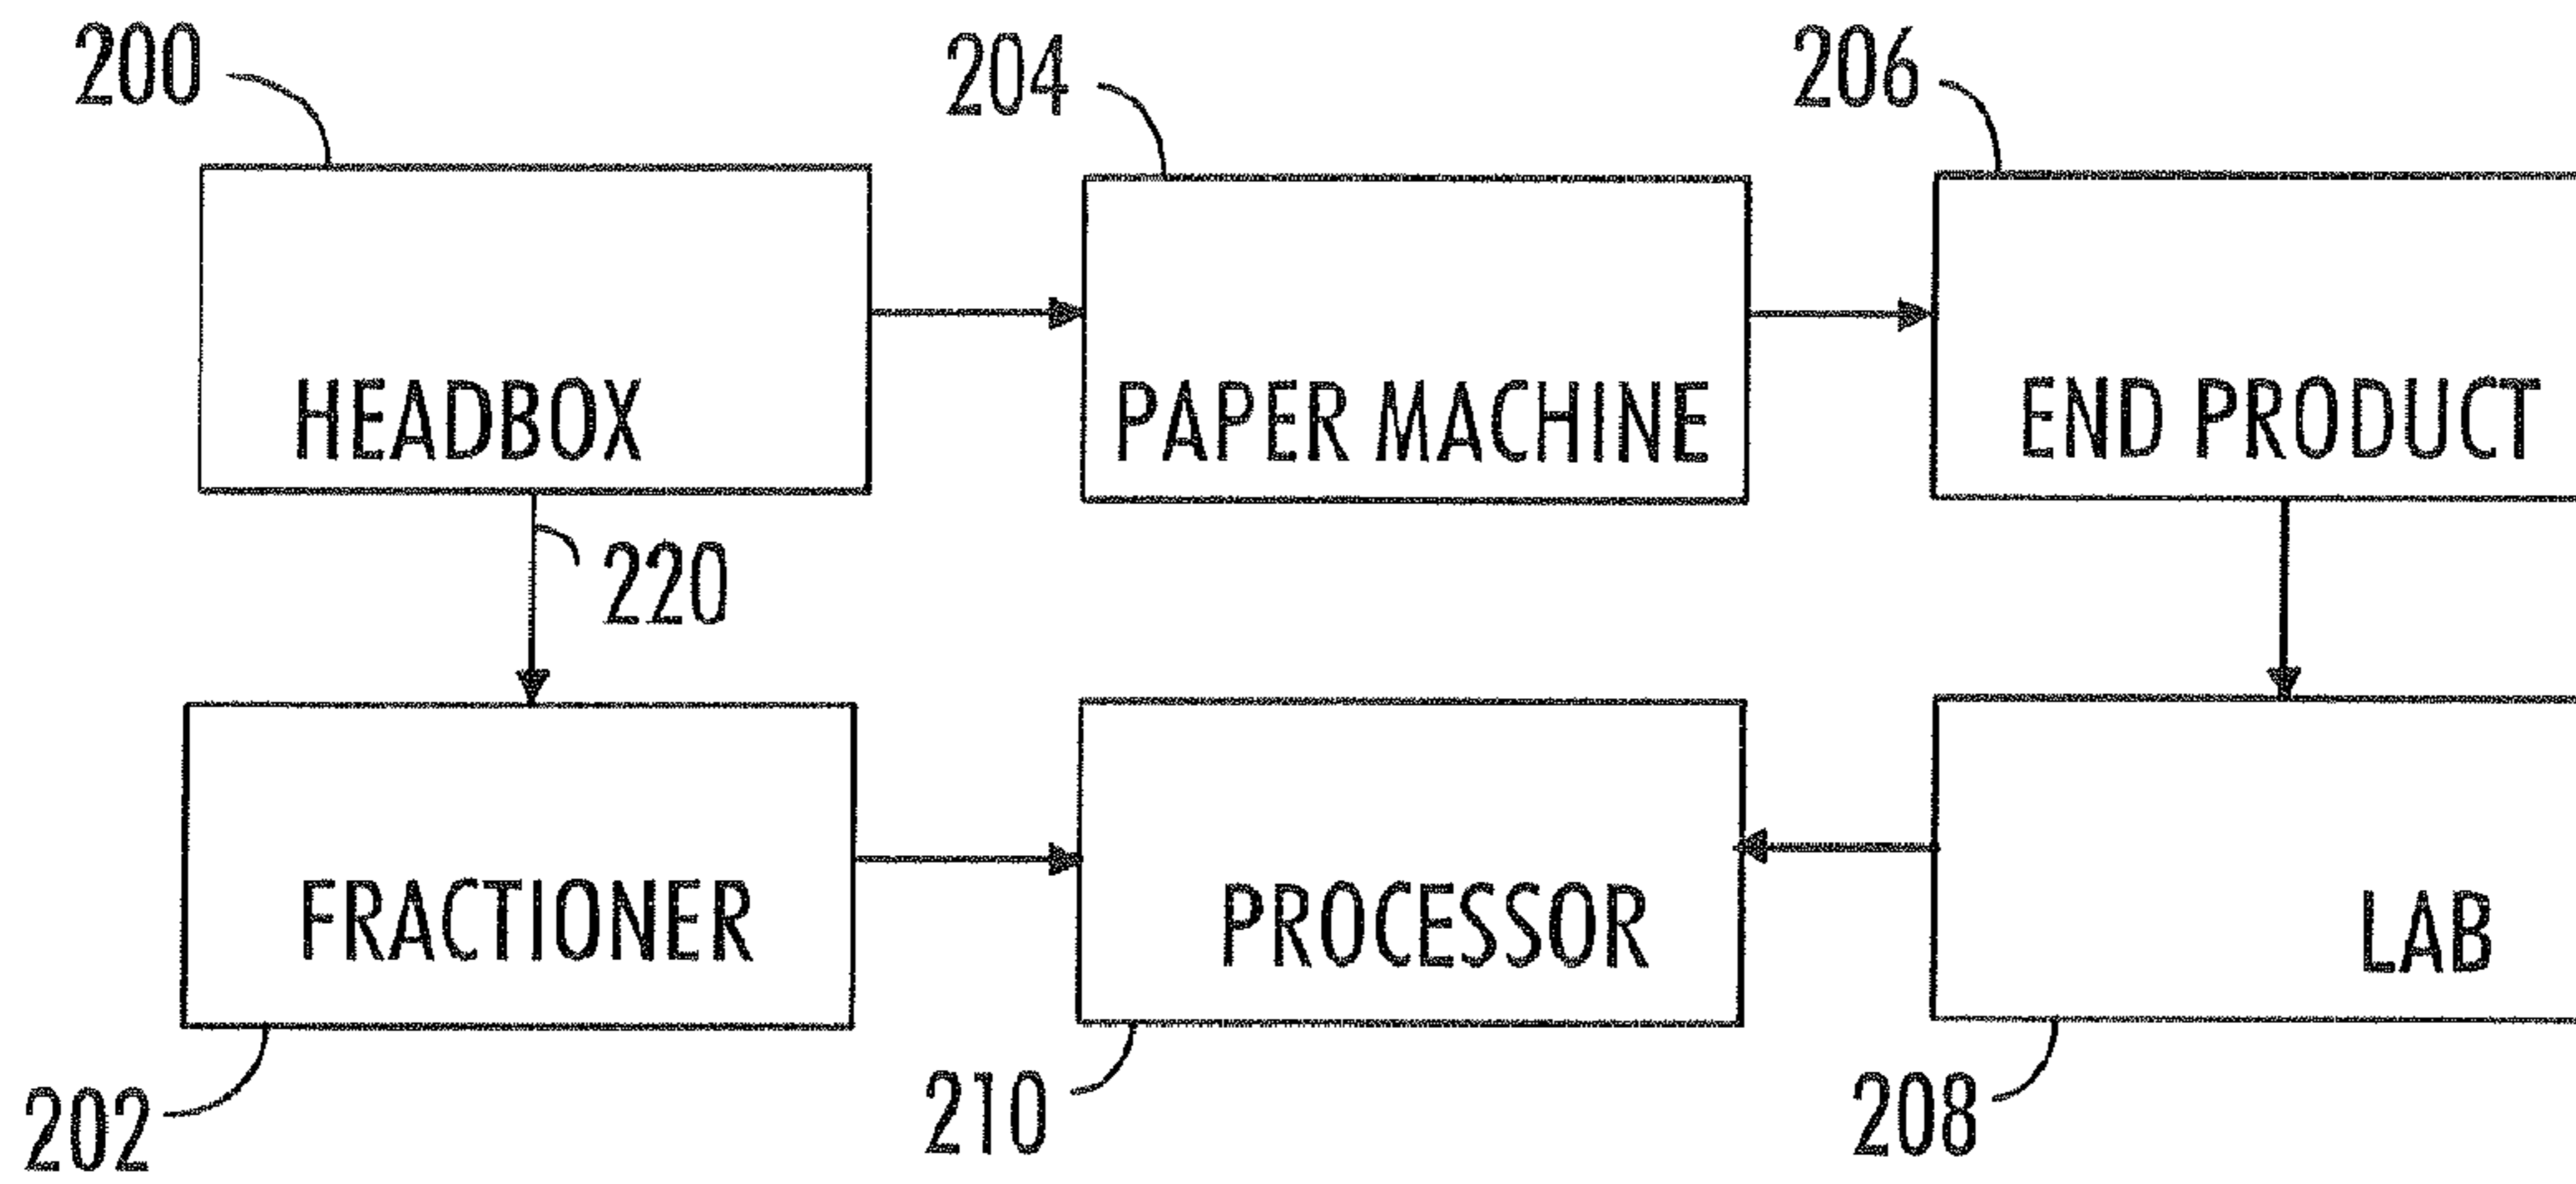 200
204
206
HEADBOX
PAPER MACHINE
END PRODUCT
220
FRACTIONER
PROCESSOR
LAB
202
210
208